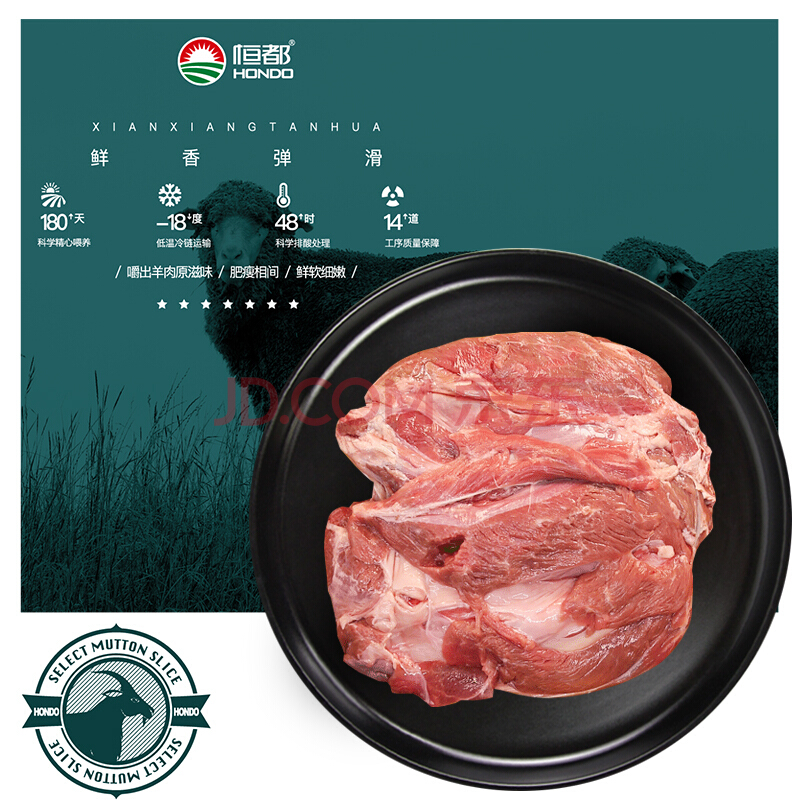 恒都®
HONDO
XIANXIANGTANHUA
鲜 香 弹 滑
180↑天
科学精心喂养
-18↓度
低温冷链运输
48↑时
科学排酸处理
14↑道
工序质量保障
/ 嚼出羊肉原滋味 / 肥瘦相间 / 鲜软细嫩 /
JD.COM 京东
SELECT MUTTON SLICE
HONDO HONDO
SELECT MUTTON SLICE